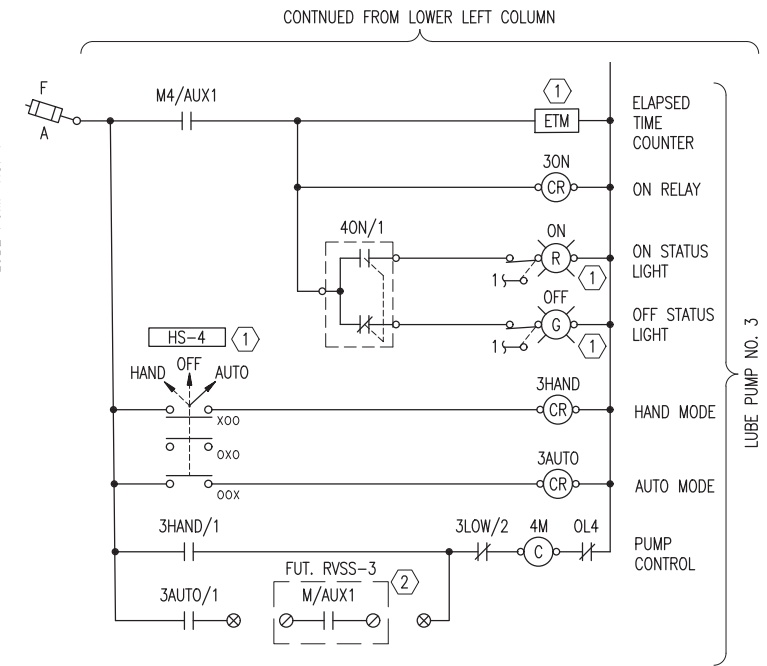 CONTNUED FROM LOWER LEFT COLUMN
F
A
M4/AUX1
1
ETM
ELAPSED
TIME
COUNTER
3ON
CR
ON RELAY
4ON/1
ON
R
1
1
ON STATUS
LIGHT
OFF
G
1
1
OFF STATUS
LIGHT
HS-4
1
HAND
OFF
AUTO
XOO
3HAND
CR
HAND MODE
OXO
OOX
3AUTO
CR
AUTO MODE
3HAND/1
3LOW/2
4M
C
OL4
PUMP
CONTROL
3AUTO/1
FUT. RVSS-3
M/AUX1
2
LUBE PUMP NO. 3